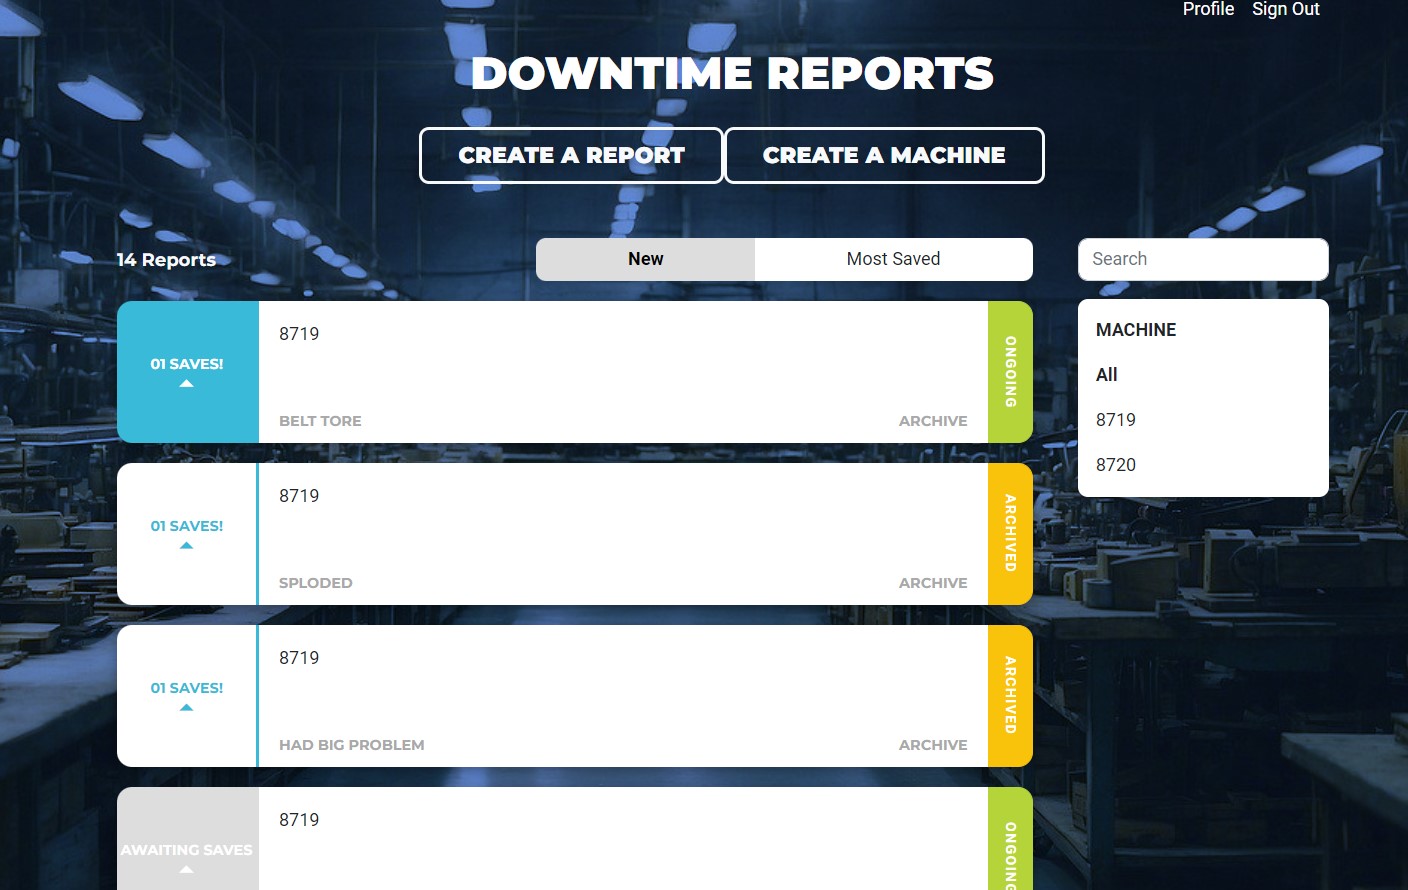 Profile Sign Out
DOWNTIME REPORTS
CREATE A REPORT CREATE A MACHINE
14 Reports New Most Saved Search
01 SAVES!
8719
BELT TORE ARCHIVE
ONGOING
MACHINE
All
8719
8720
01 SAVES!
8719
SPLODED ARCHIVE
ARCHIVED
01 SAVES!
8719
HAD BIG PROBLEM ARCHIVE
ARCHIVED
AWAITING SAVES
8719
ONGOING